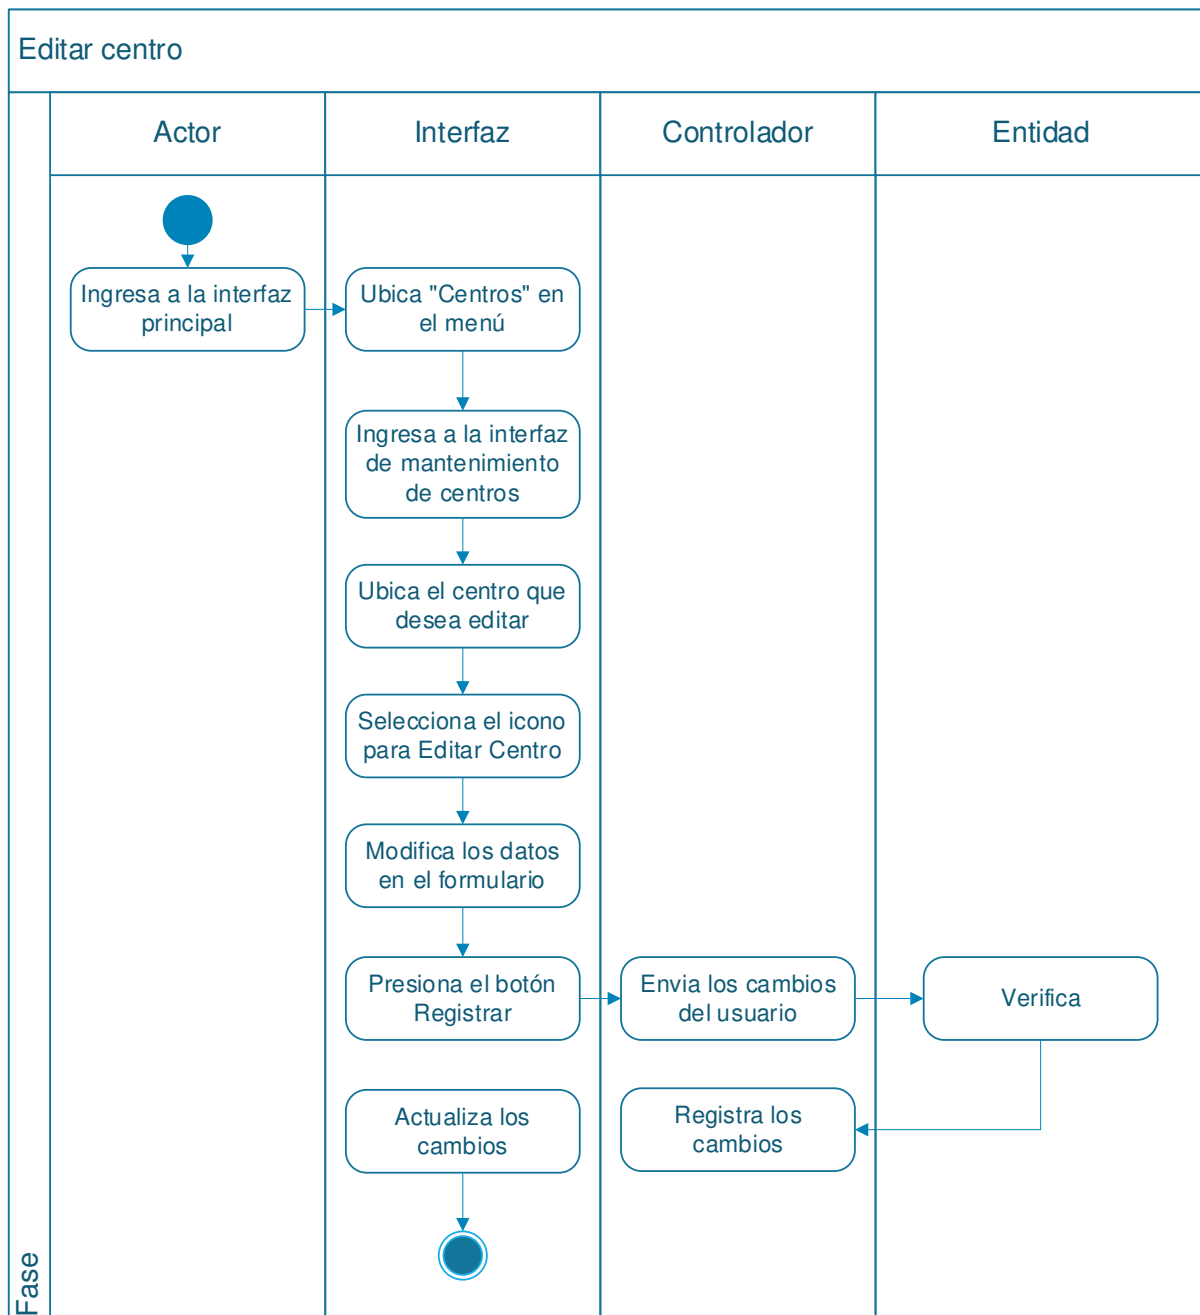 Editar centro
Actor
Interfaz
Controlador
Entidad
Ingresa a la interfaz
principal
Ubica "Centros" en
el menú
Ingresa a la interfaz
de mantenimiento
de centros
Ubica el centro que
desea editar
Selecciona el icono
para Editar Centro
Modifica los datos
en el formulario
Presiona el botón
Registrar
Envia los cambios
del usuario
Verifica
Registra los
cambios
Actualiza los
cambios
Fase